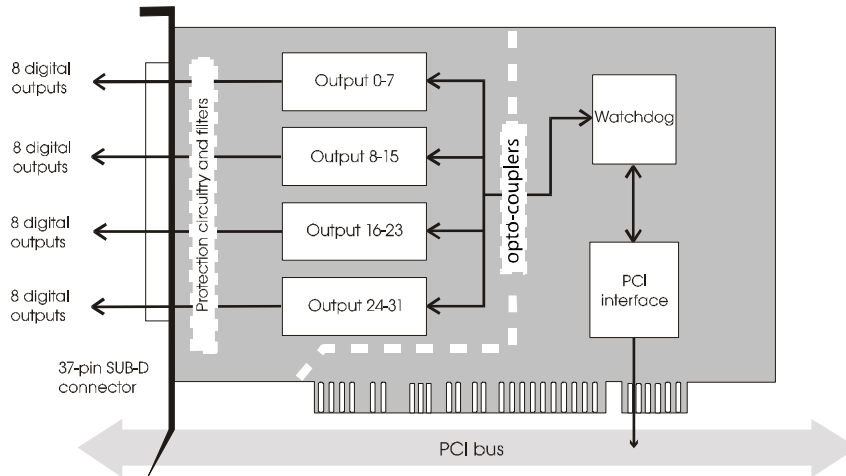 8 digital
outputs
Output 0-7
8 digital
outputs
Output 8-15
8 digital
outputs
Output 16-23
8 digital
outputs
Output 24-31
Protection circuitry and filters
opto-couplers
Watchdog
PCI
interface
37-pin SUB-D
connector
PCI bus